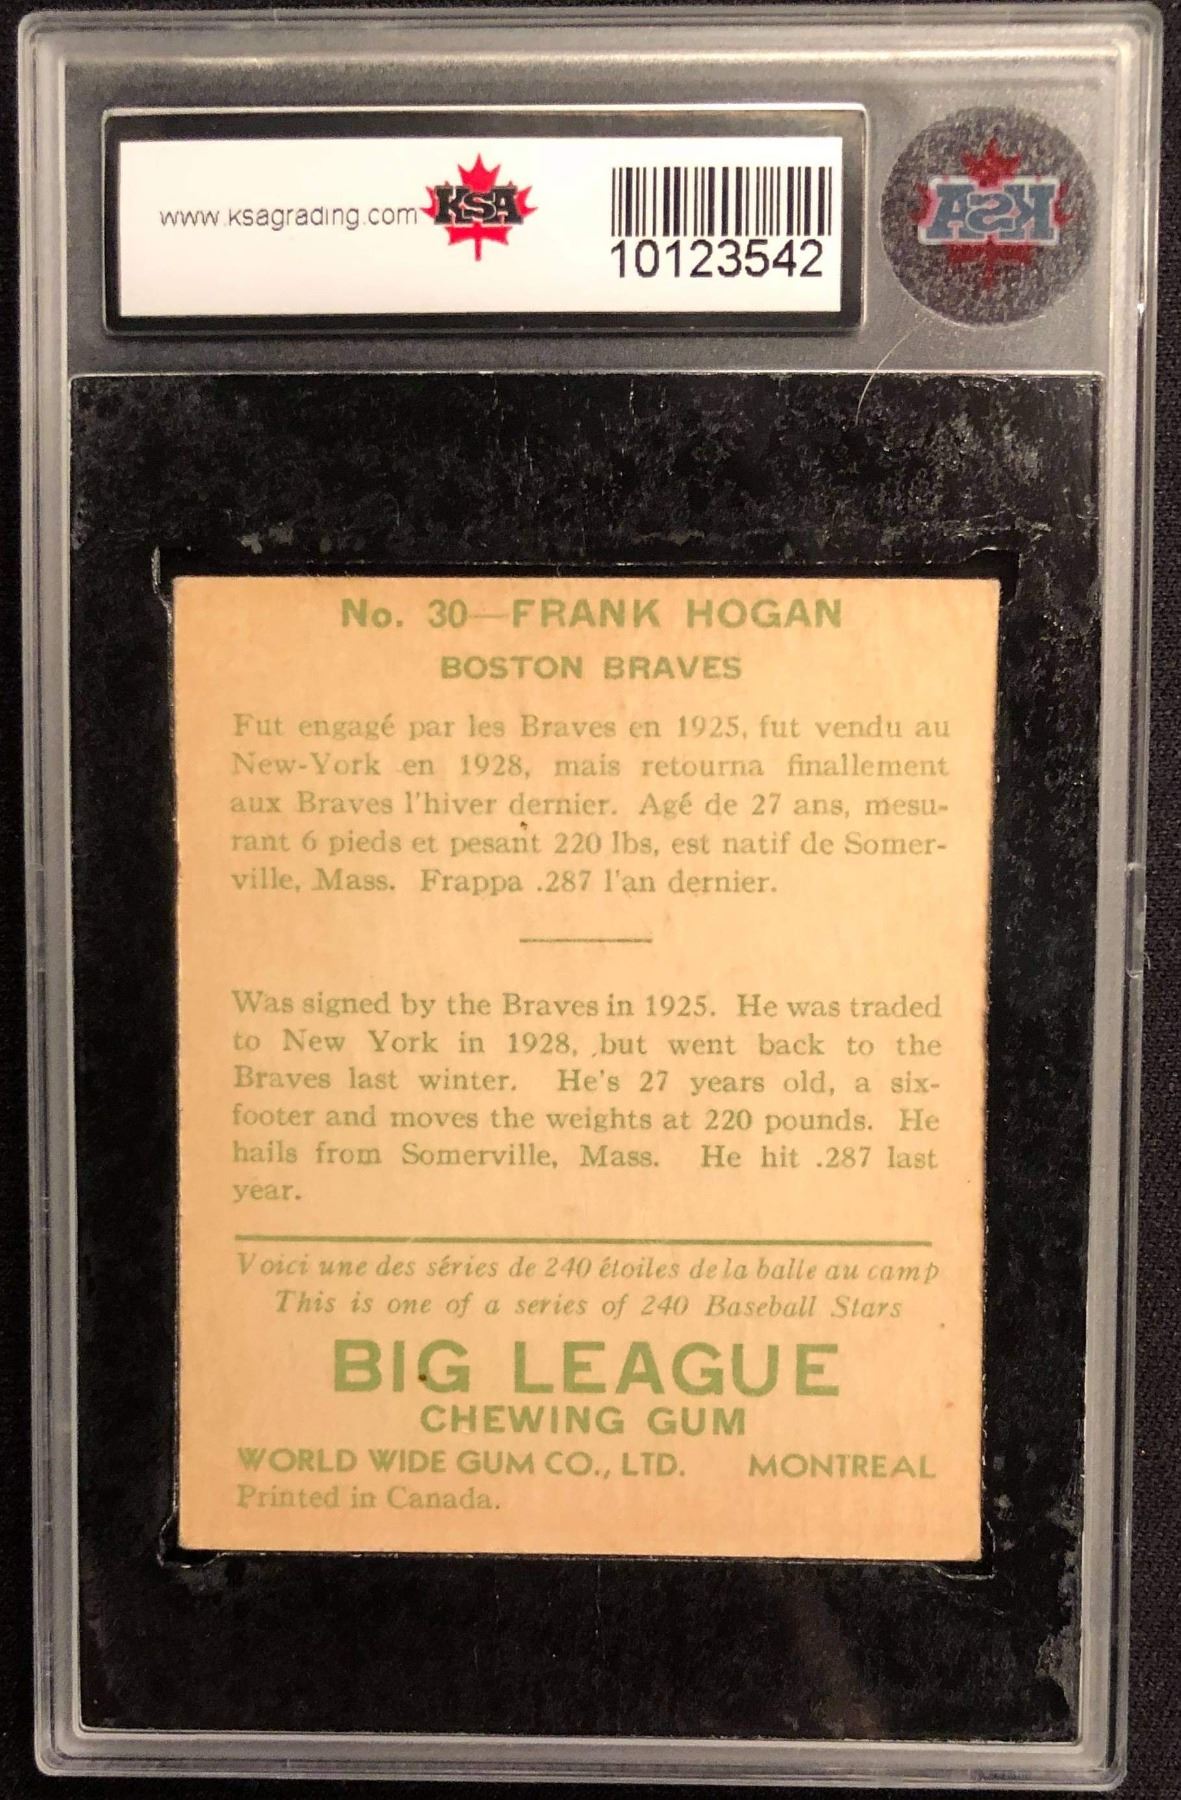 www.ksagrading.com
KSA
10123542
KSA
No. 30—FRANK HOGAN
BOSTON BRAVES
Fut engagé par les Braves en 1925, fut vendu au
New-York en 1928, mais retourna finallement
aux Braves l'hiver dernier. Agé de 27 ans, mesu-
rant 6 pieds et pesant 220 lbs, est natif de Somer-
ville, Mass. Frappa .287 l'an dernier.
Was signed by the Braves in 1925. He was traded
to New York in 1928, but went back to the
Braves last winter. He's 27 years old, a six-
footer and moves the weights at 220 pounds. He
hails from Somerville, Mass. He hit .287 last
year.
Voici une des séries de 240 étoiles de la balle au camp
This is one of a series of 240 Baseball Stars
BIG LEAGUE
CHEWING GUM
WORLD WIDE GUM CO., LTD. MONTREAL
Printed in Canada.